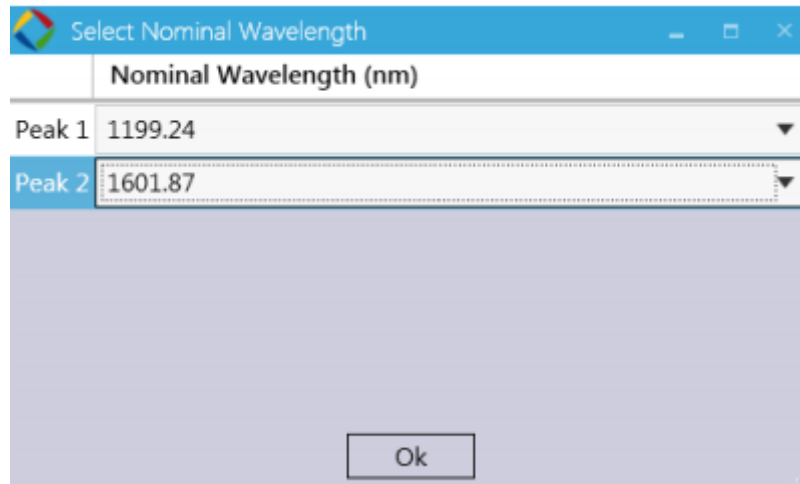 Select Nominal Wavelength
Nominal Wavelength (nm)
Peak 1 1199.24
Peak 2 1601.87
Ok